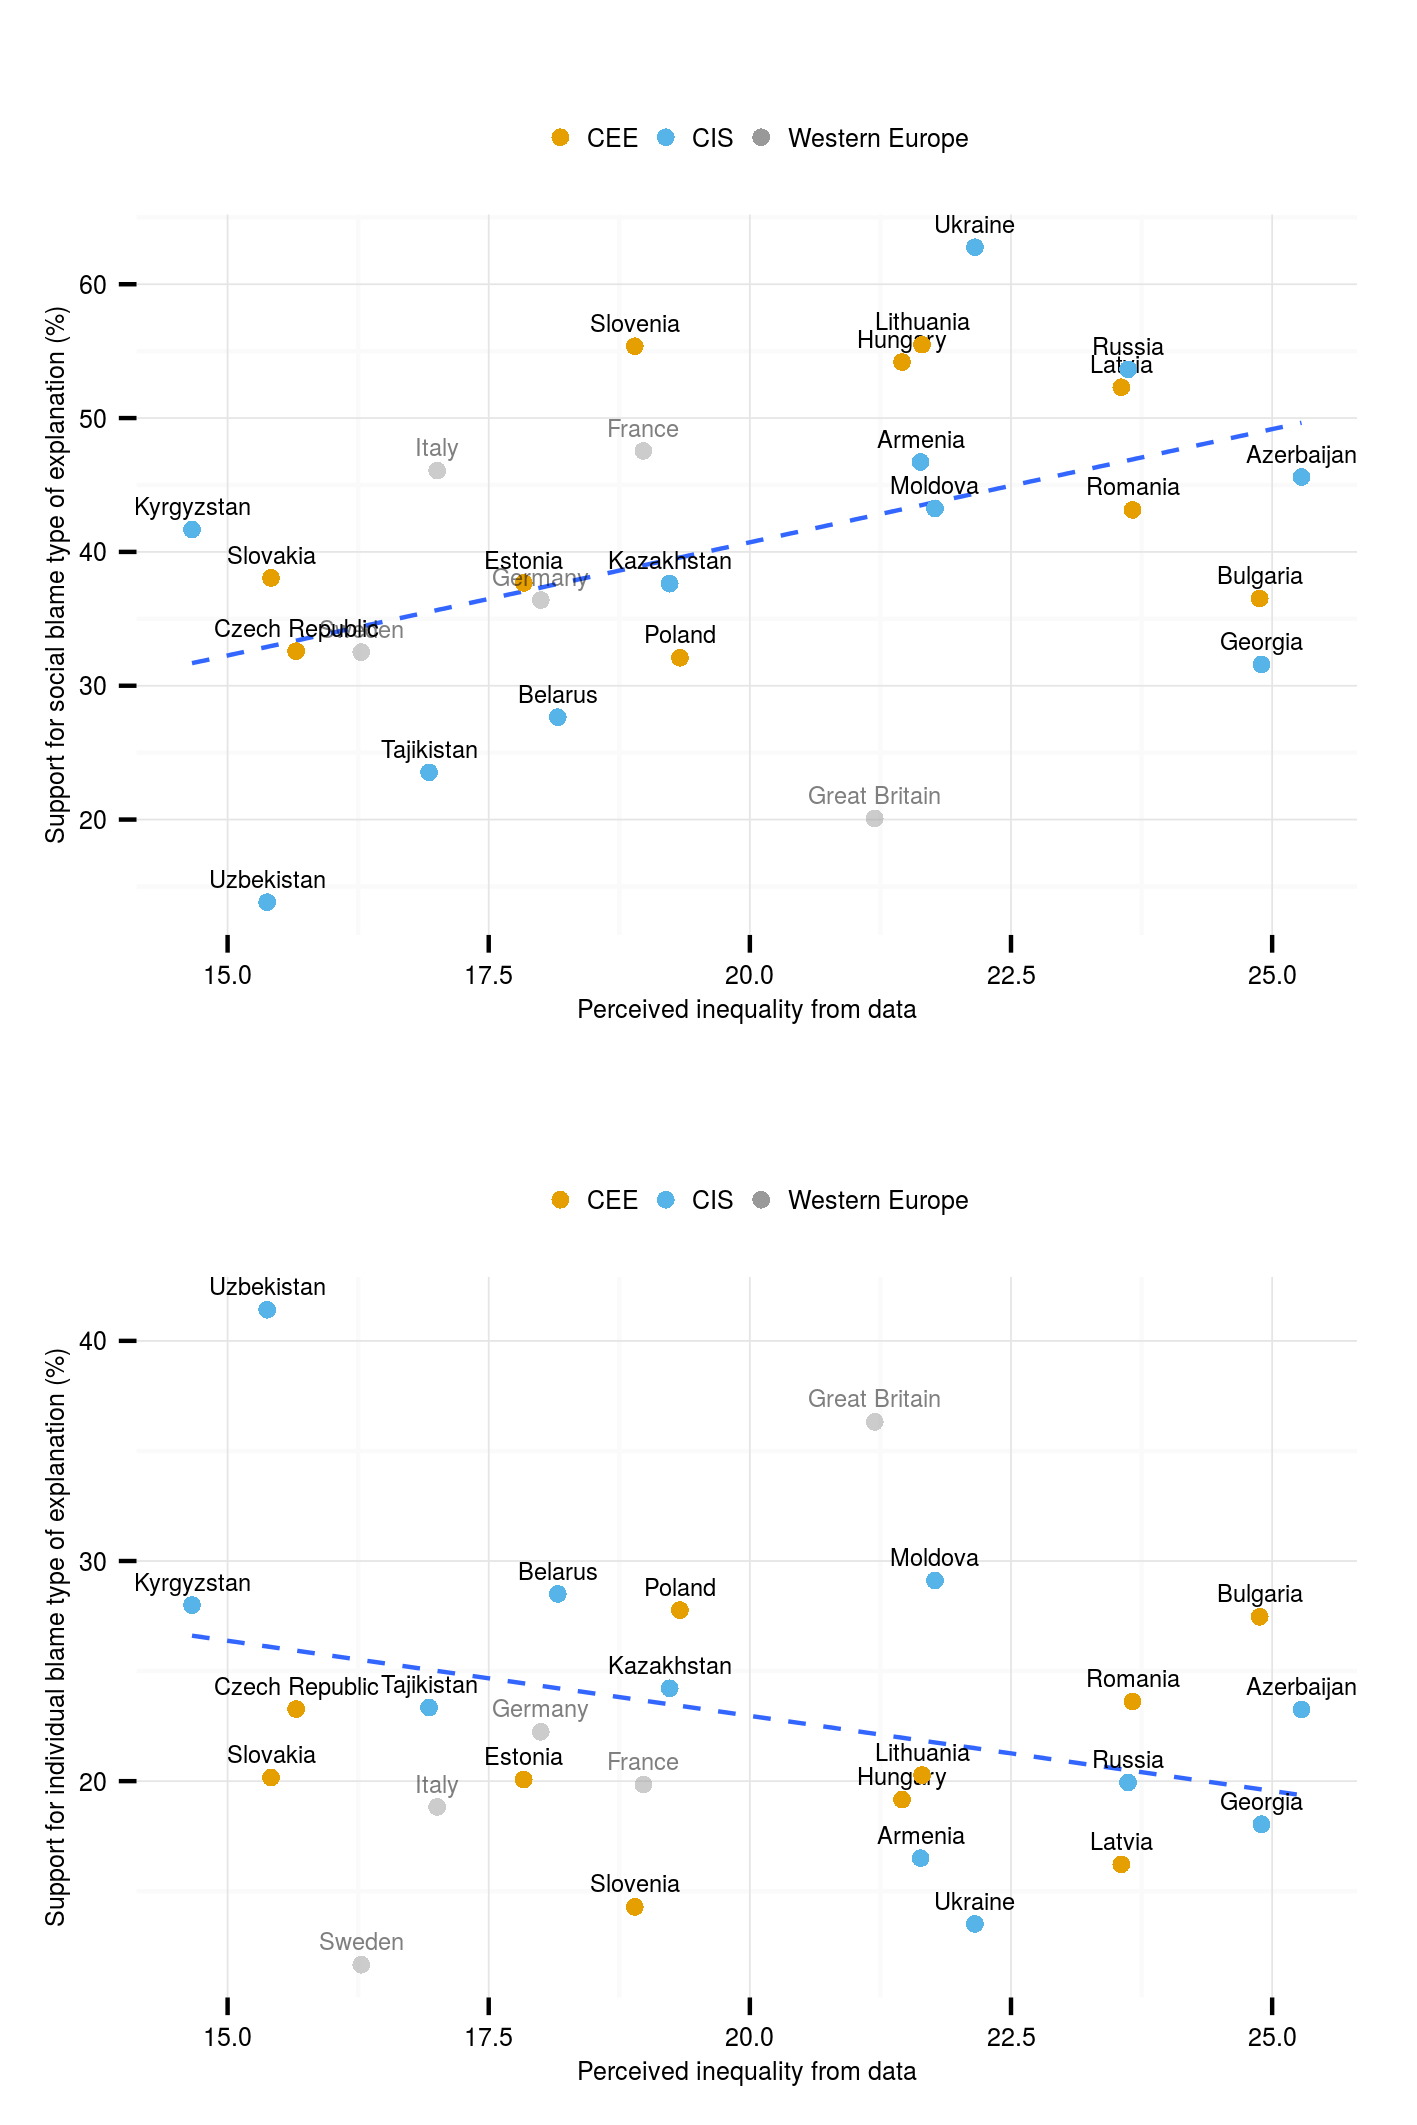 CEE CIS Western Europe
Ukraine
60
Slovenia
Lithuania
Hungary
Russia
Latvia
50
France
Italy
Armenia
Azerbaijan
Moldova
Romania
Kyrgyzstan
40
Slovakia
Estonia
Kazakhstan
Germany
Bulgaria
Czech Republic
Sweden
Poland
Georgia
30
Belarus
Tajikistan
Great Britain
20
Uzbekistan
Support for social blame type of explanation (%)
15.0 17.5 20.0 22.5 25.0
Perceived inequality from data
CEE CIS Western Europe
Uzbekistan
40
Great Britain
30
Moldova
Belarus
Kyrgyzstan
Poland
Bulgaria
Kazakhstan
Romania
Czech Republic
Tajikistan
Azerbaijan
Germany
Lithuania
Slovakia
Estonia
Russia
France
20
Hungary
Italy
Georgia
Armenia
Latvia
Slovenia
Ukraine
Sweden
Support for individual blame type of explanation (%)
15.0 17.5 20.0 22.5 25.0
Perceived inequality from data